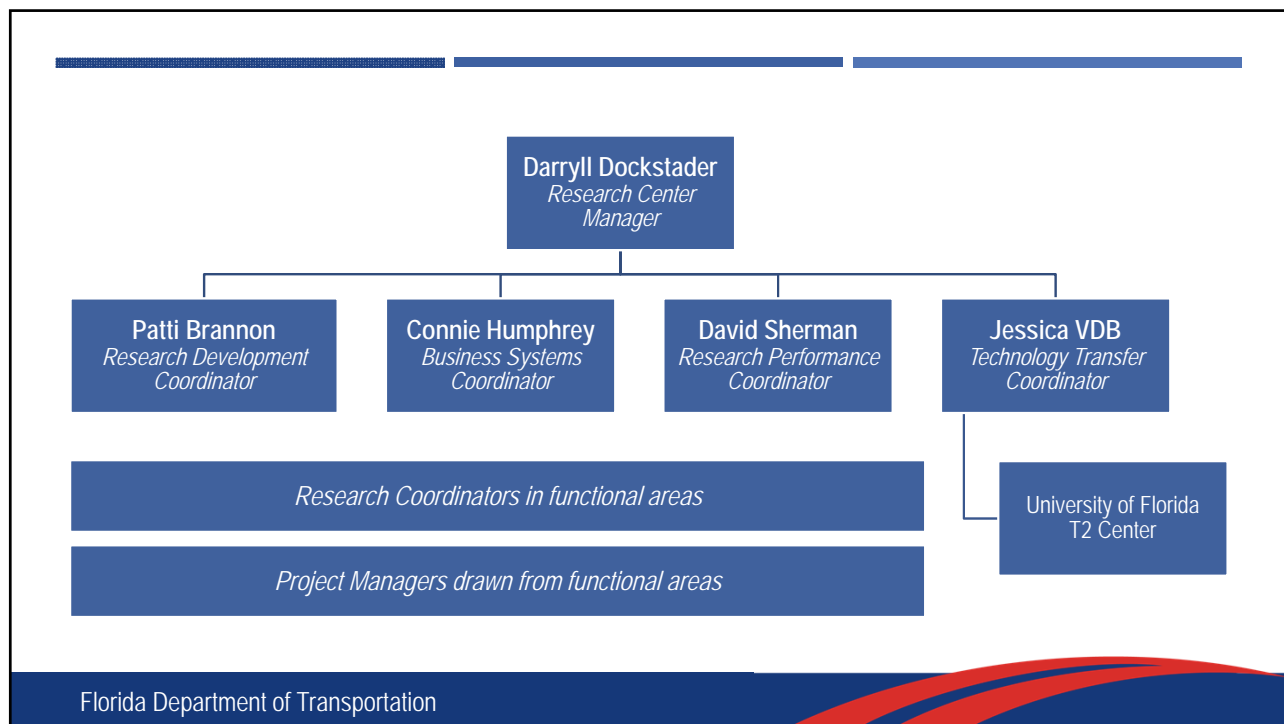 Darryll Dockstader
Research Center
Manager
Patti Brannon
Research Development
Coordinator
Connie Humphrey
Business Systems
Coordinator
David Sherman
Research Performance
Coordinator
Jessica VDB
Technology Transfer
Coordinator
Research Coordinators in functional areas
University of Florida
T2 Center
Project Managers drawn from functional areas
Florida Department of Transportation